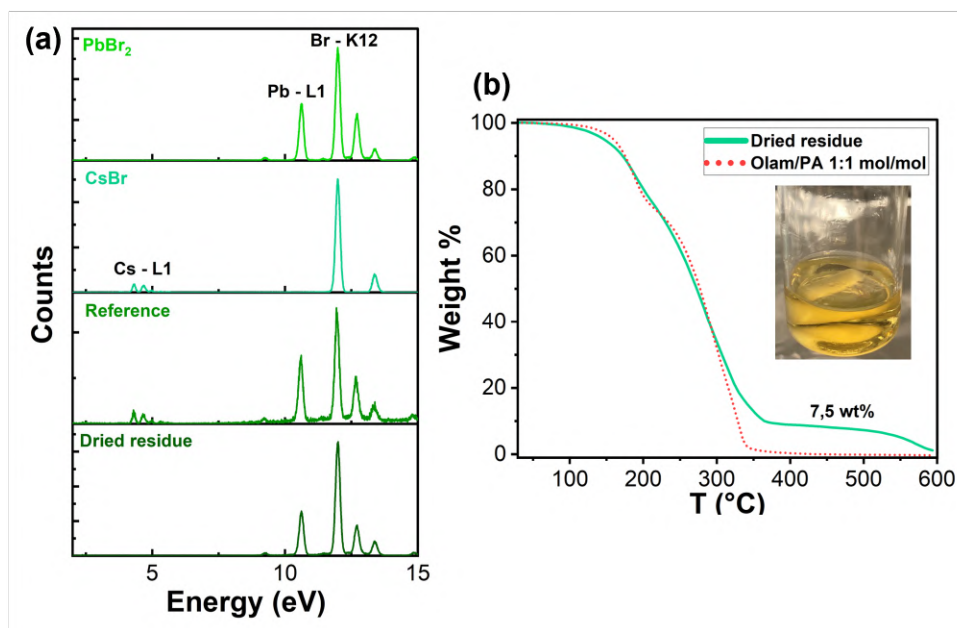 (a)
PbBr₂
Br - K12
Pb - L1
CsBr
Cs - L1
Reference
Dried residue
Counts
5
10
15
Energy (eV)
(b)
Dried residue
Olam/PA 1:1 mol/mol
7,5 wt%
Weight %
100
80
60
40
20
0
100
200
300
400
500
600
T (°C)